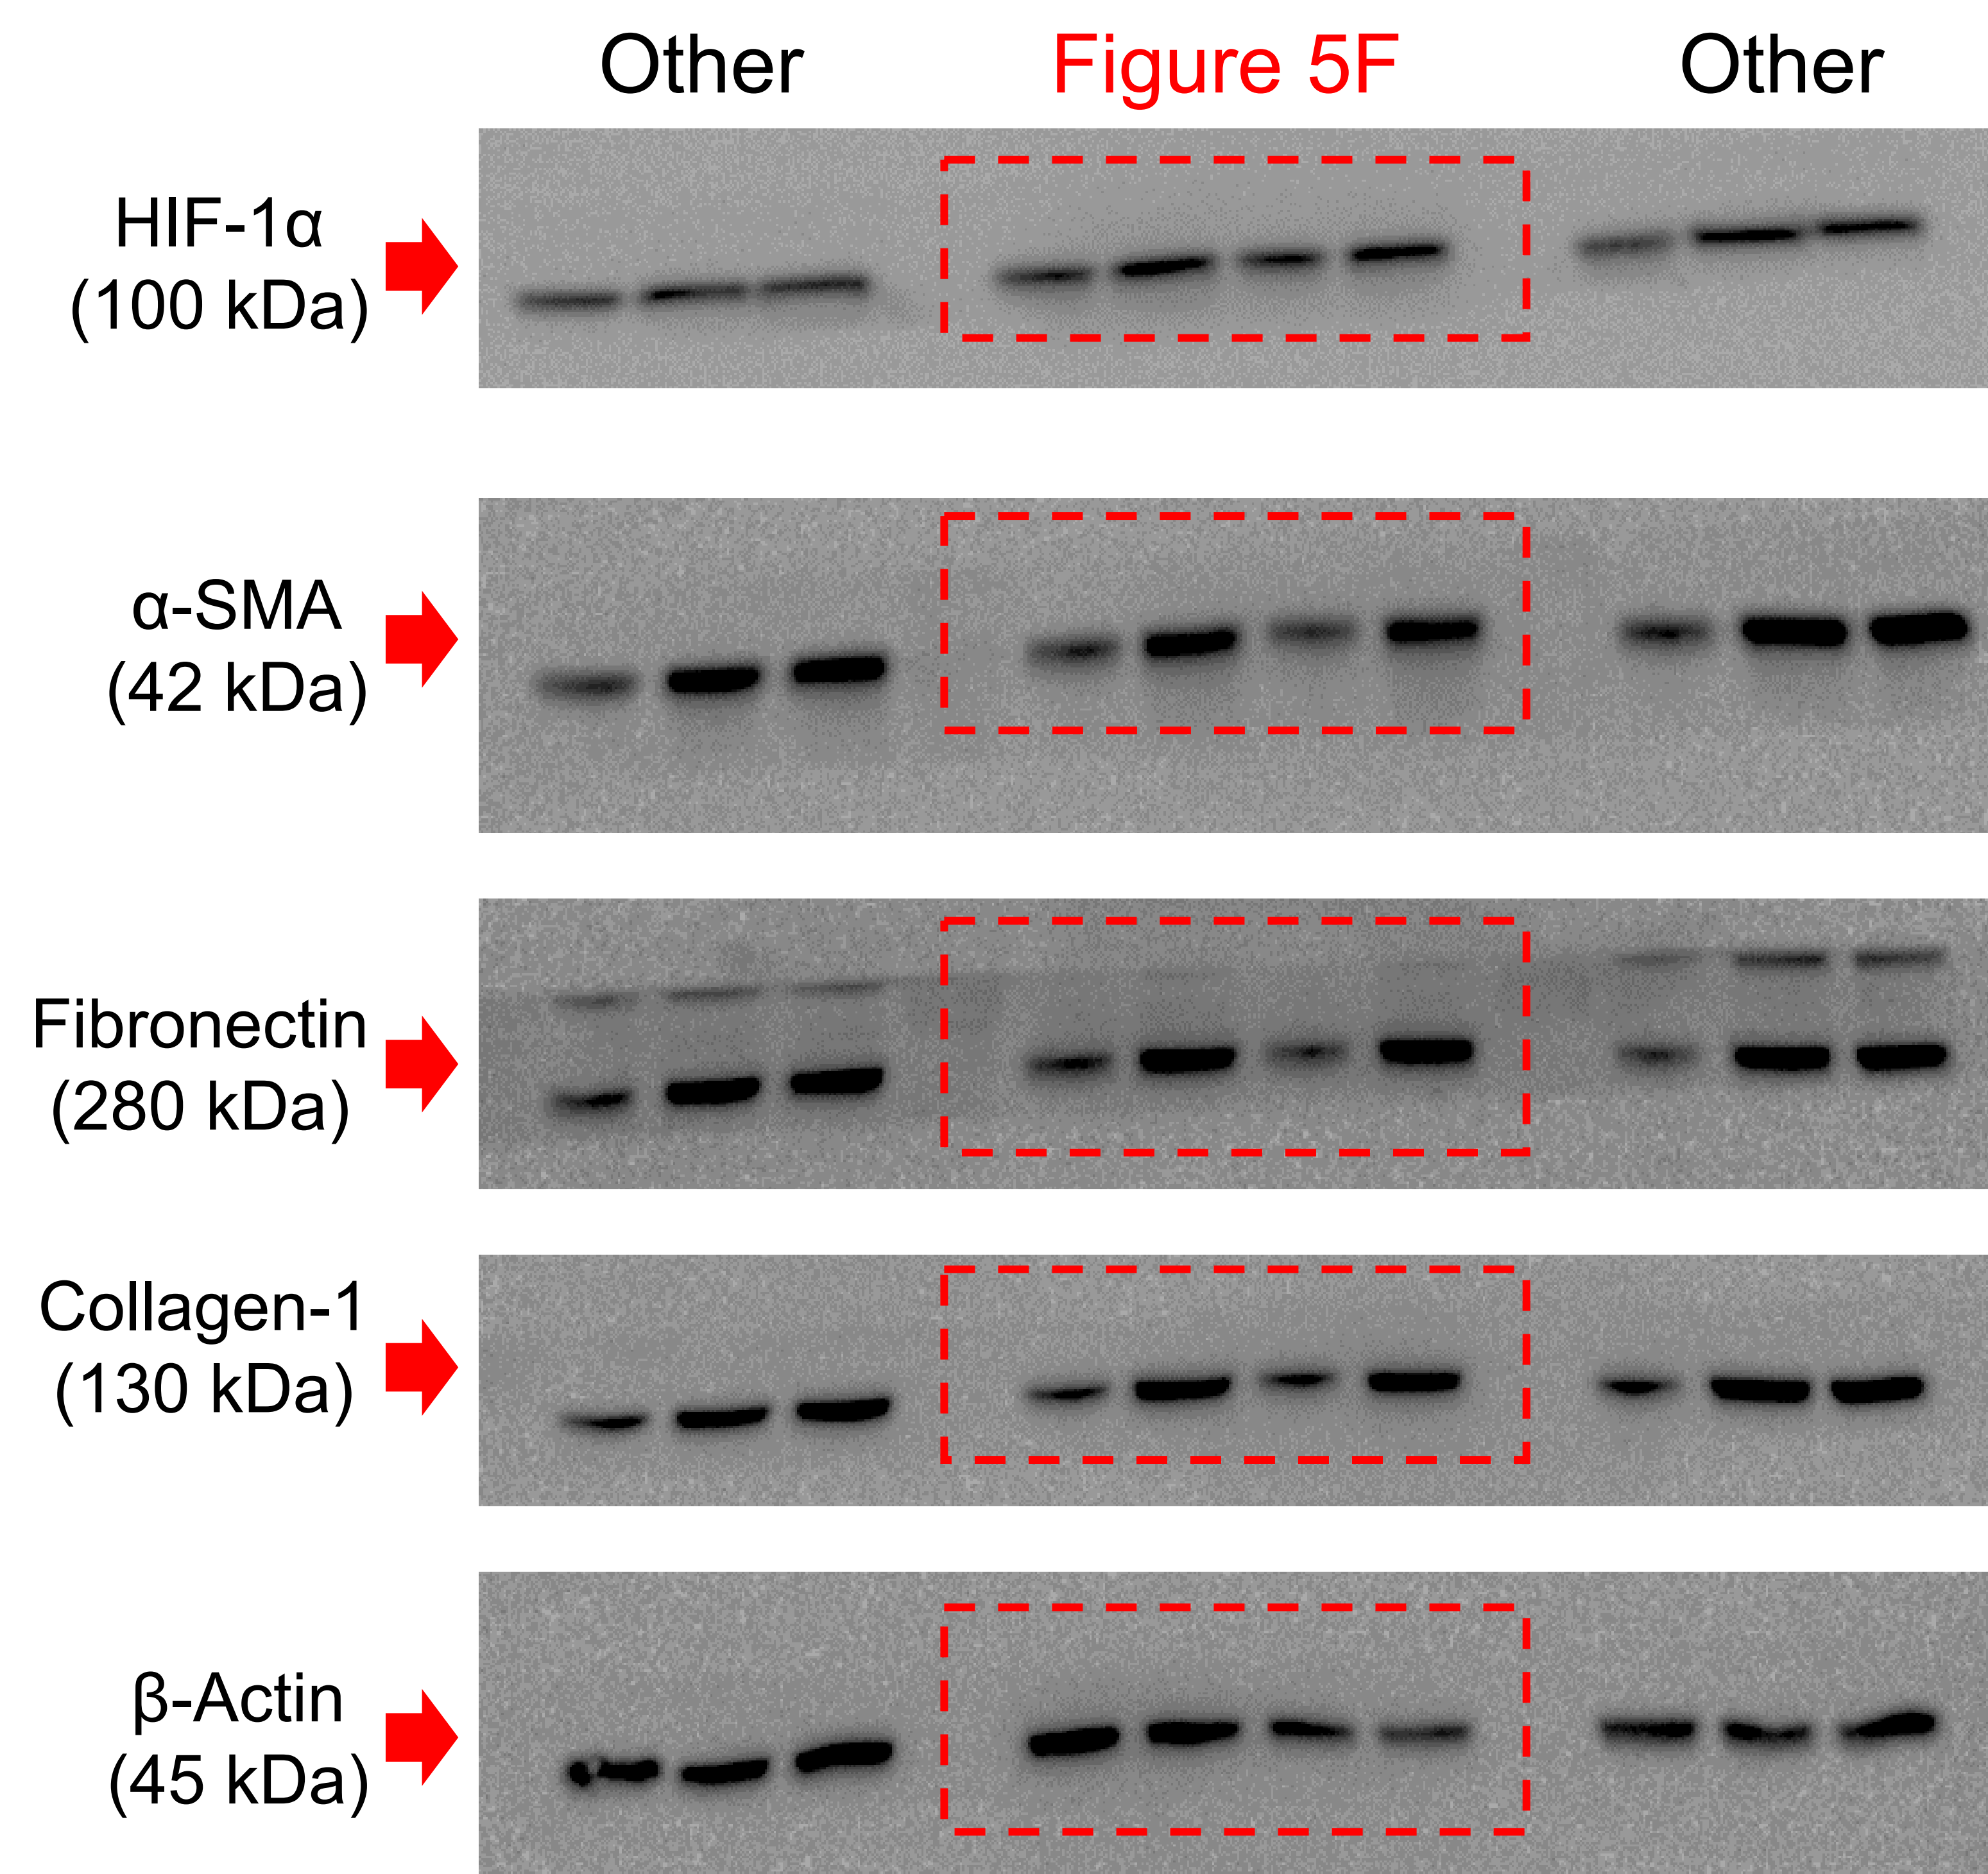 Other Figure 5F Other
HIF-1α
(100 kDa)
α-SMA
(42 kDa)
Fibronectin
(280 kDa)
Collagen-1
(130 kDa)
β-Actin
(45 kDa)